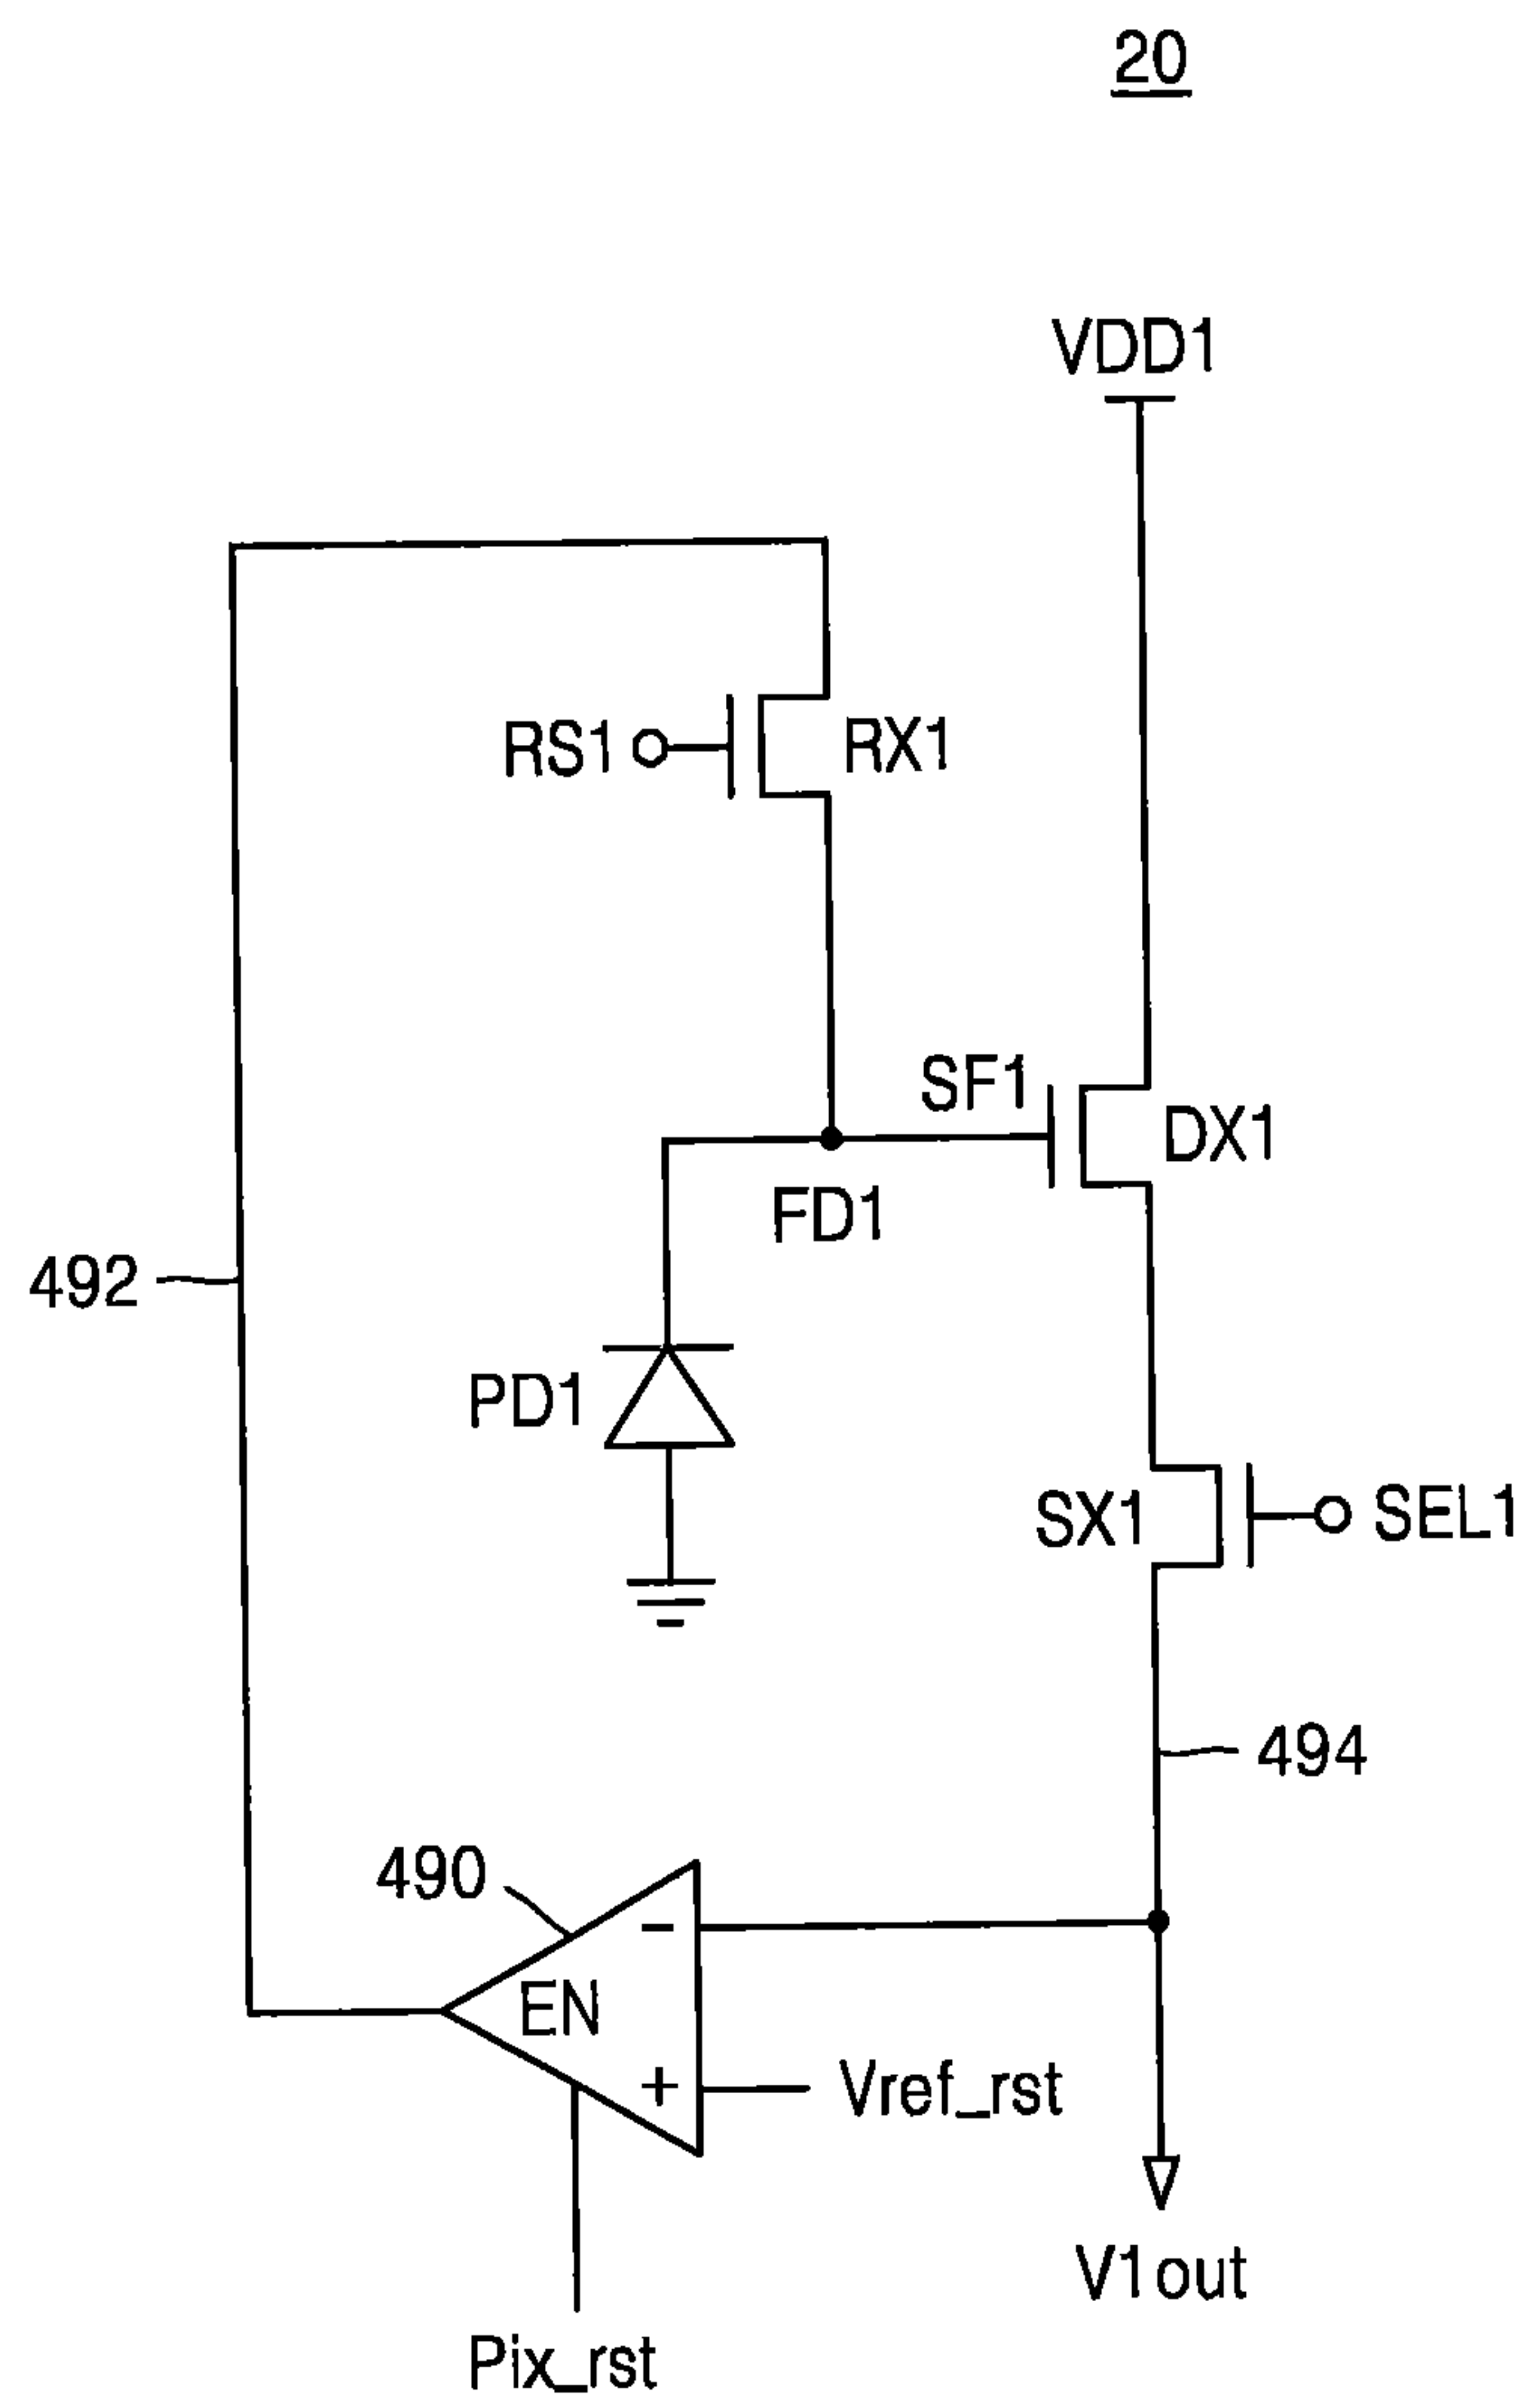 20
VDD1
RS1
RX1
SF1
DX1
FD1
492
PD1
SX1
SEL1
494
490
−
EN
+
Vref_rst
V1out
Pix_rst